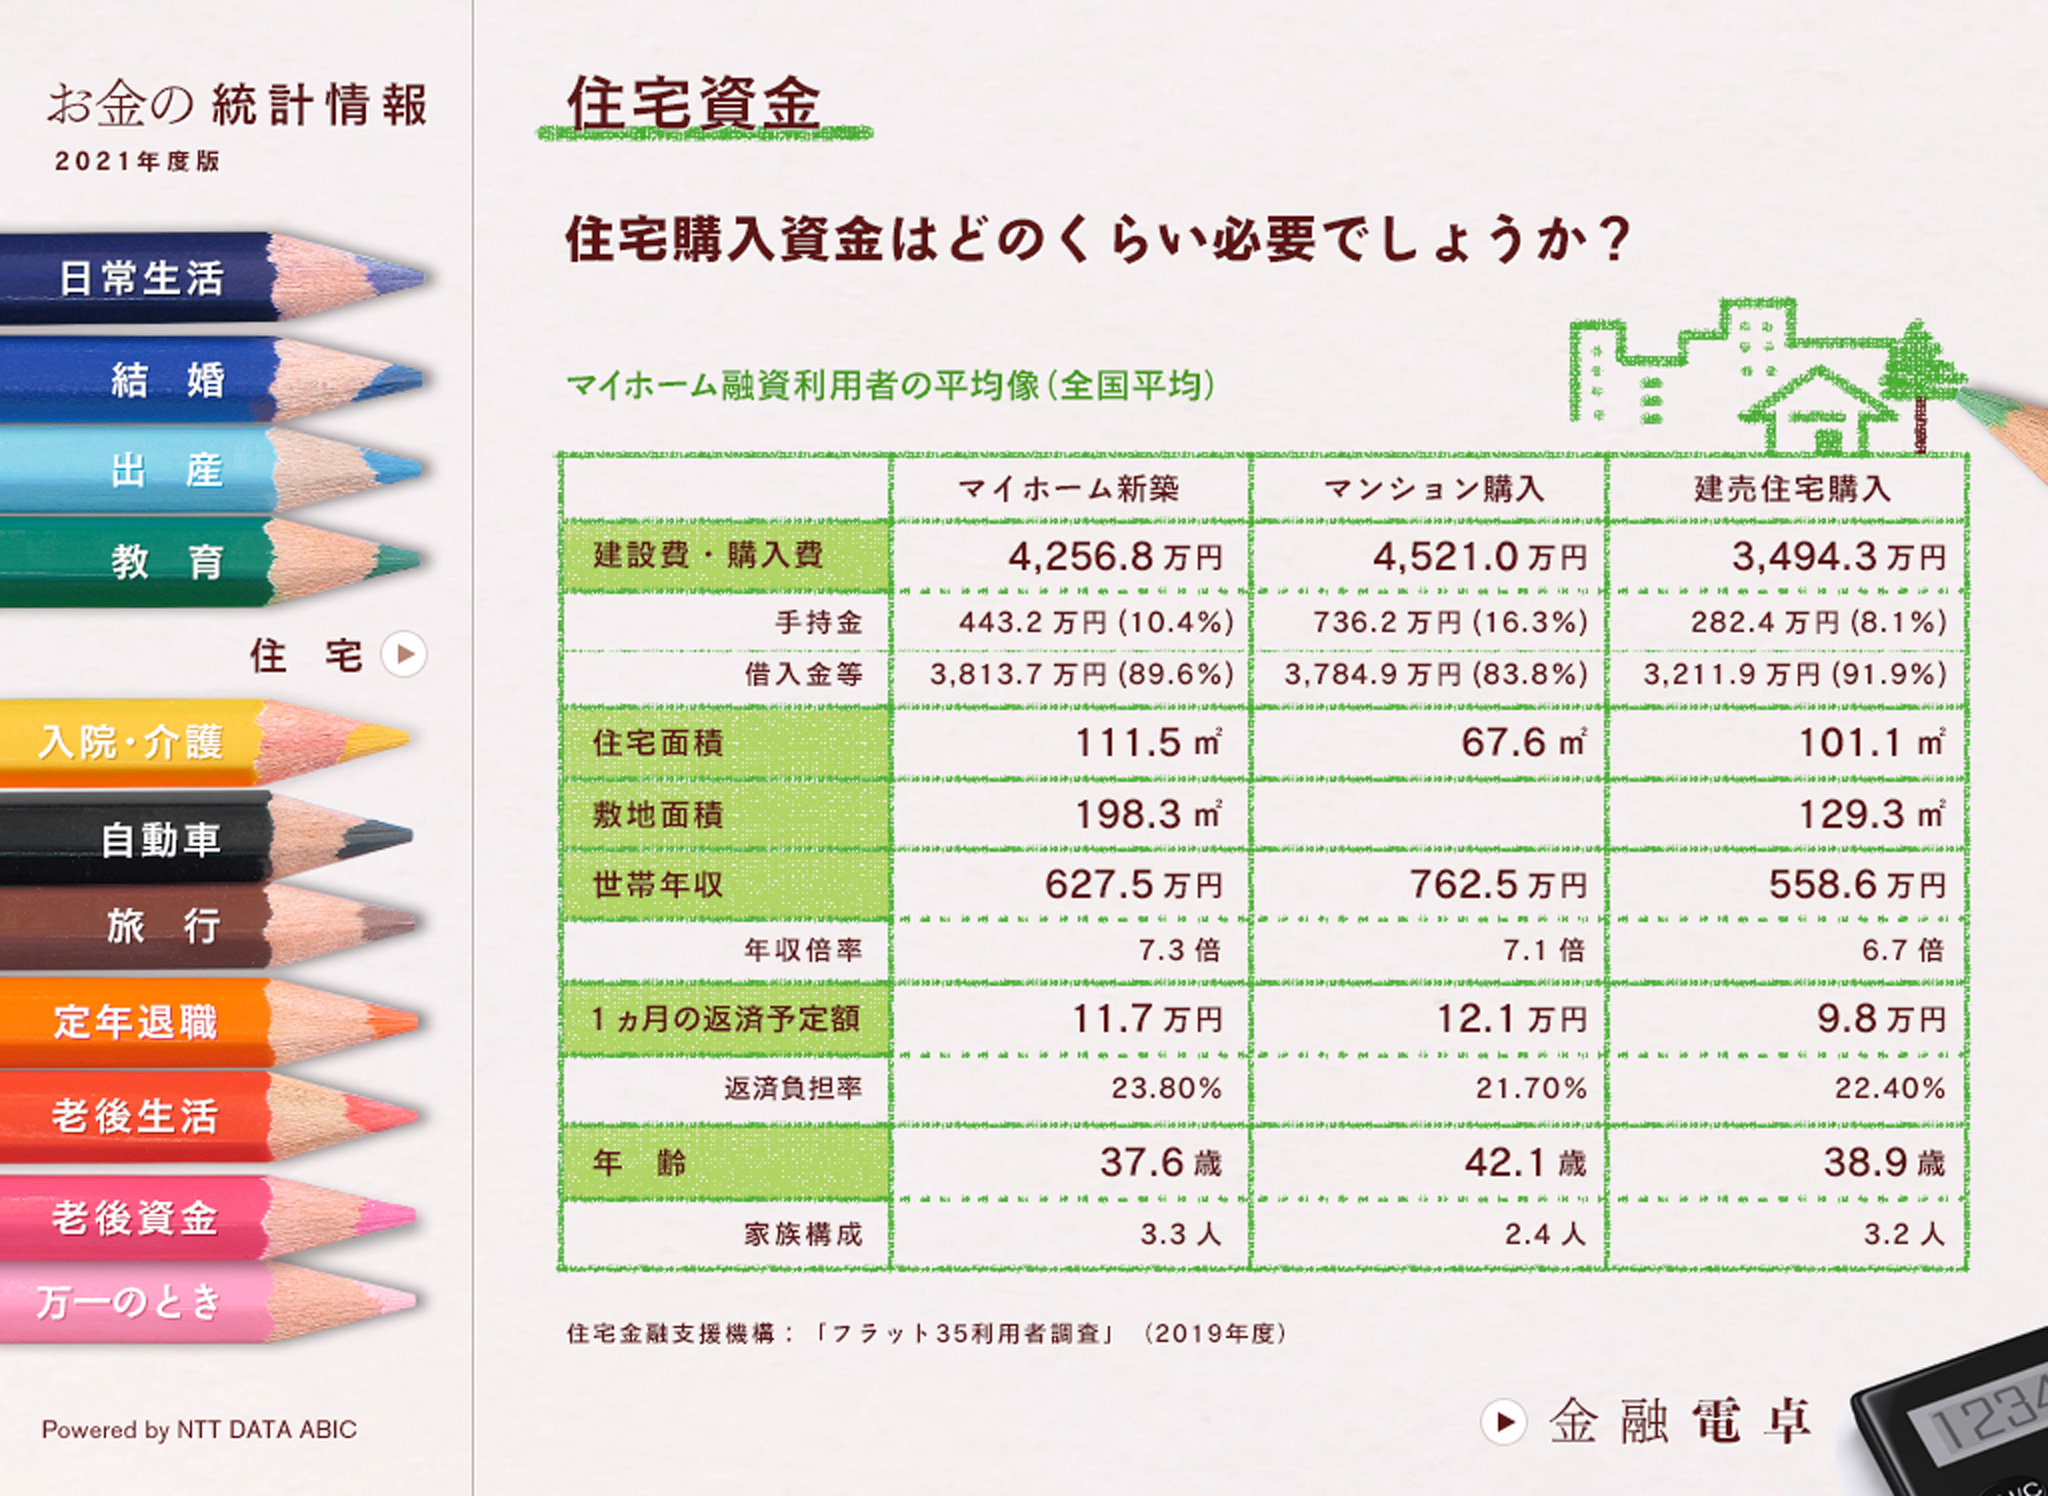 お金の 統計情報
2021年度版
日常生活
結　婚
出　産
教　育
住　宅
入院・介護
自動車
旅　行
定年退職
老後生活
老後資金
万一のとき
Powered by NTT DATA ABIC
住宅資金
住宅購入資金はどのくらい必要でしょうか？
マイホーム融資利用者の平均像（全国平均）
マイホーム新築 マンション購入 建売住宅購入
建設費・購入費 4,256.8 万円 4,521.0 万円 3,494.3 万円
手持金 443.2 万円 (10.4%) 736.2 万円 (16.3%) 282.4 万円 (8.1%)
借入金等 3,813.7 万円 (89.6%) 3,784.9 万円 (83.8%) 3,211.9 万円 (91.9%)
住宅面積 111.5 ㎡ 67.6 ㎡ 101.1 ㎡
敷地面積 198.3 ㎡ 129.3 ㎡
世帯年収 627.5 万円 762.5 万円 558.6 万円
年収倍率 7.3 倍 7.1 倍 6.7 倍
1ヵ月の返済予定額 11.7 万円 12.1 万円 9.8 万円
返済負担率 23.80% 21.70% 22.40%
年　齢 37.6 歳 42.1 歳 38.9 歳
家族構成 3.3 人 2.4 人 3.2 人
住宅金融支援機構：「フラット35利用者調査」（2019年度）
金融電卓
1234